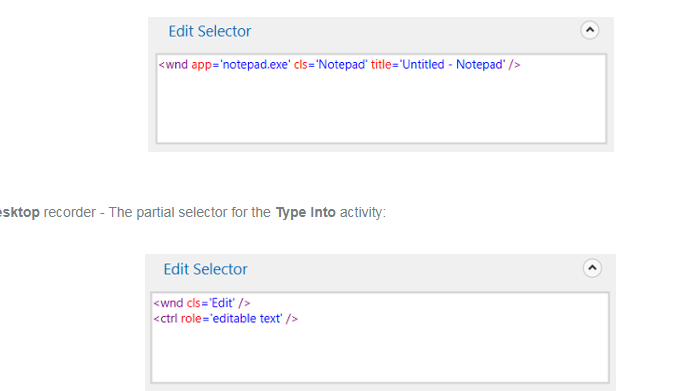 Edit Selector
<wnd app='notepad.exe' cls='Notepad' title='Untitled - Notepad' />
esktop recorder - The partial selector for the Type Into activity:
Edit Selector
<wnd cls='Edit' />
<ctrl role='editable text' />